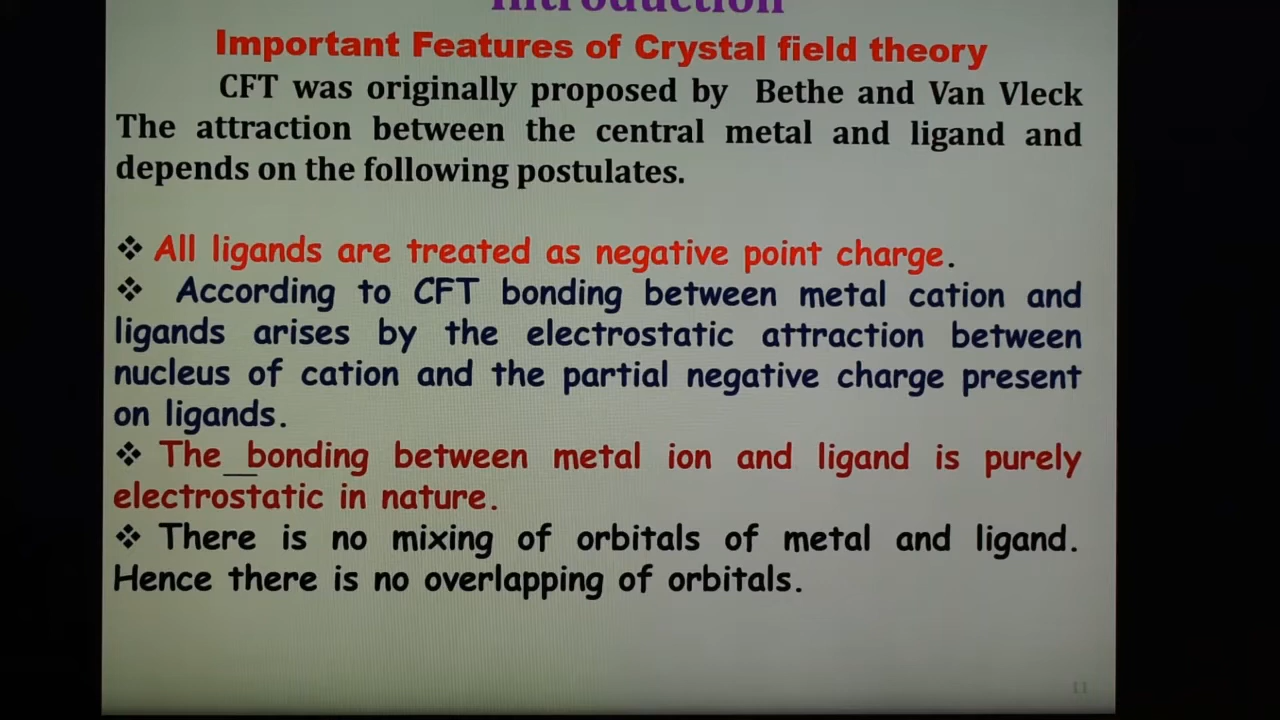 Introduction
Important Features of Crystal field theory
CFT was originally proposed by Bethe and Van Vleck
The attraction between the central metal and ligand and
depends on the following postulates.
❖ All ligands are treated as negative point charge.
❖ According to CFT bonding between metal cation and
ligands arises by the electrostatic attraction between
nucleus of cation and the partial negative charge present
on ligands.
❖ The bonding between metal ion and ligand is purely
electrostatic in nature.
❖ There is no mixing of orbitals of metal and ligand.
Hence there is no overlapping of orbitals.
11